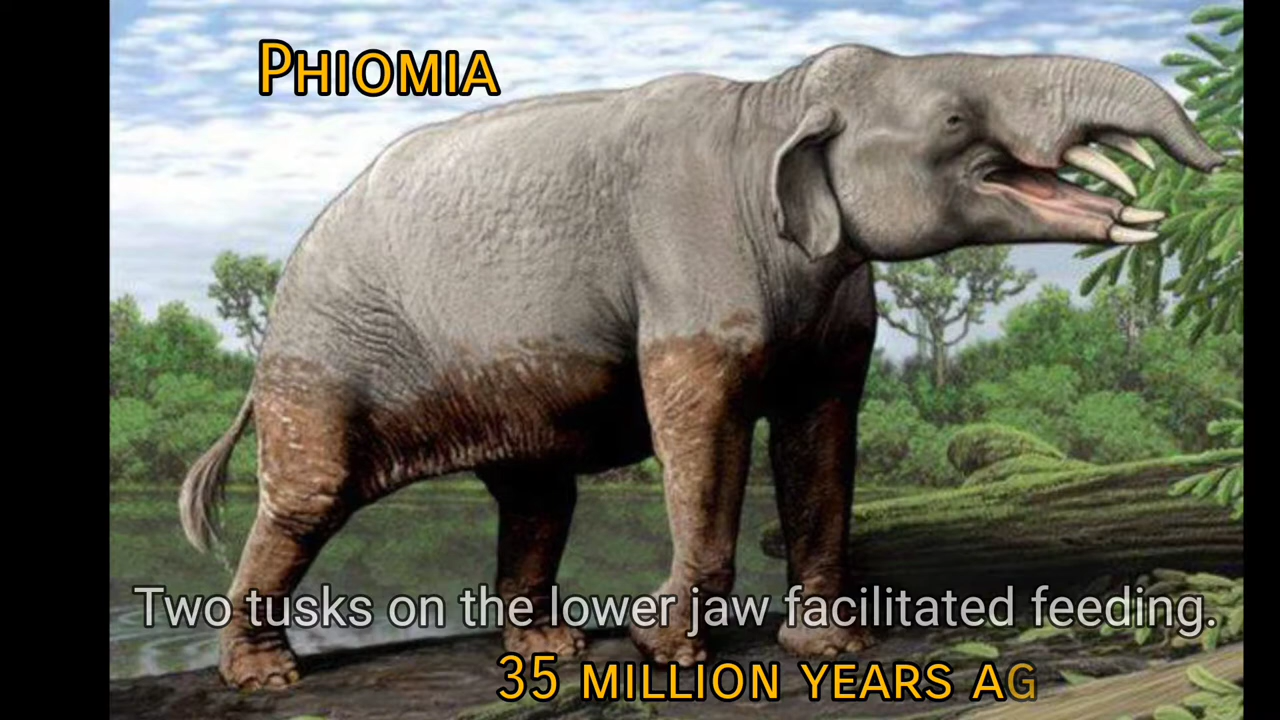 Phiomia
Two tusks on the lower jaw facilitated feeding.
35 million years ag